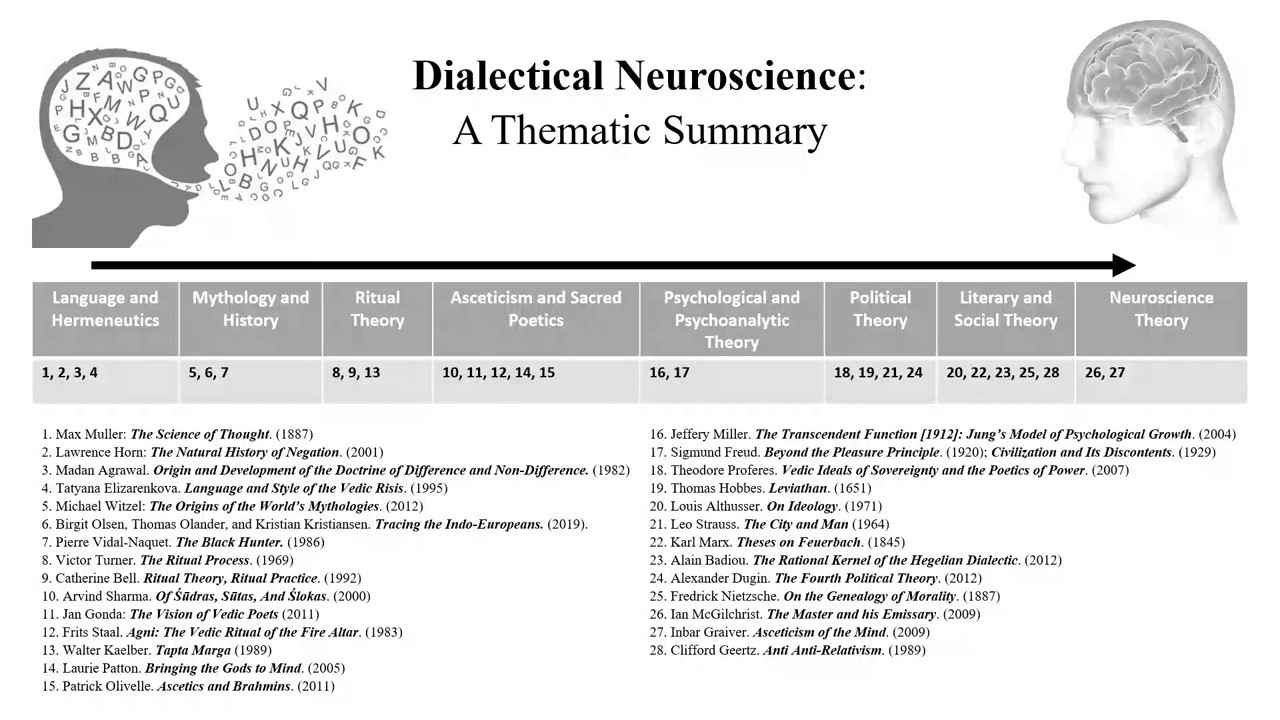 Dialectical Neuroscience:
A Thematic Summary
Language and
Hermeneutics
Mythology and
History
Ritual
Theory
Asceticism and Sacred
Poetics
Psychological and
Psychoanalytic
Theory
Political
Theory
Literary and
Social Theory
Neuroscience
Theory
1, 2, 3, 4
5, 6, 7
8, 9, 13
10, 11, 12, 14, 15
16, 17
18, 19, 21, 24
20, 22, 23, 25, 28
26, 27
1. Max Muller: The Science of Thought. (1887)
2. Lawrence Horn: The Natural History of Negation. (2001)
3. Madan Agrawal. Origin and Development of the Doctrine of Difference and Non-Difference. (1982)
4. Tatyana Elizarenkova. Language and Style of the Vedic Risis. (1995)
5. Michael Witzel: The Origins of the World's Mythologies. (2012)
6. Birgit Olsen, Thomas Olander, and Kristian Kristiansen. Tracing the Indo-Europeans. (2019).
7. Pierre Vidal-Naquet. The Black Hunter. (1986)
8. Victor Turner. The Ritual Process. (1969)
9. Catherine Bell. Ritual Theory, Ritual Practice. (1992)
10. Arvind Sharma. Of Śūdras, Sūtas, And Ślokas. (2000)
11. Jan Gonda: The Vision of Vedic Poets (2011)
12. Frits Staal. Agni: The Vedic Ritual of the Fire Altar. (1983)
13. Walter Kaelber. Tapta Marga (1989)
14. Laurie Patton. Bringing the Gods to Mind. (2005)
15. Patrick Olivelle. Ascetics and Brahmins. (2011)
16. Jeffery Miller. The Transcendent Function [1912]: Jung's Model of Psychological Growth. (2004)
17. Sigmund Freud. Beyond the Pleasure Principle. (1920); Civilization and Its Discontents. (1929)
18. Theodore Proferes. Vedic Ideals of Sovereignty and the Poetics of Power. (2007)
19. Thomas Hobbes. Leviathan. (1651)
20. Louis Althusser. On Ideology. (1971)
21. Leo Strauss. The City and Man (1964)
22. Karl Marx. Theses on Feuerbach. (1845)
23. Alain Badiou. The Rational Kernel of the Hegelian Dialectic. (2012)
24. Alexander Dugin. The Fourth Political Theory. (2012)
25. Fredrick Nietzsche. On the Genealogy of Morality. (1887)
26. Ian McGilchrist. The Master and his Emissary. (2009)
27. Inbar Graiver. Asceticism of the Mind. (2009)
28. Clifford Geertz. Anti Anti-Relativism. (1989)